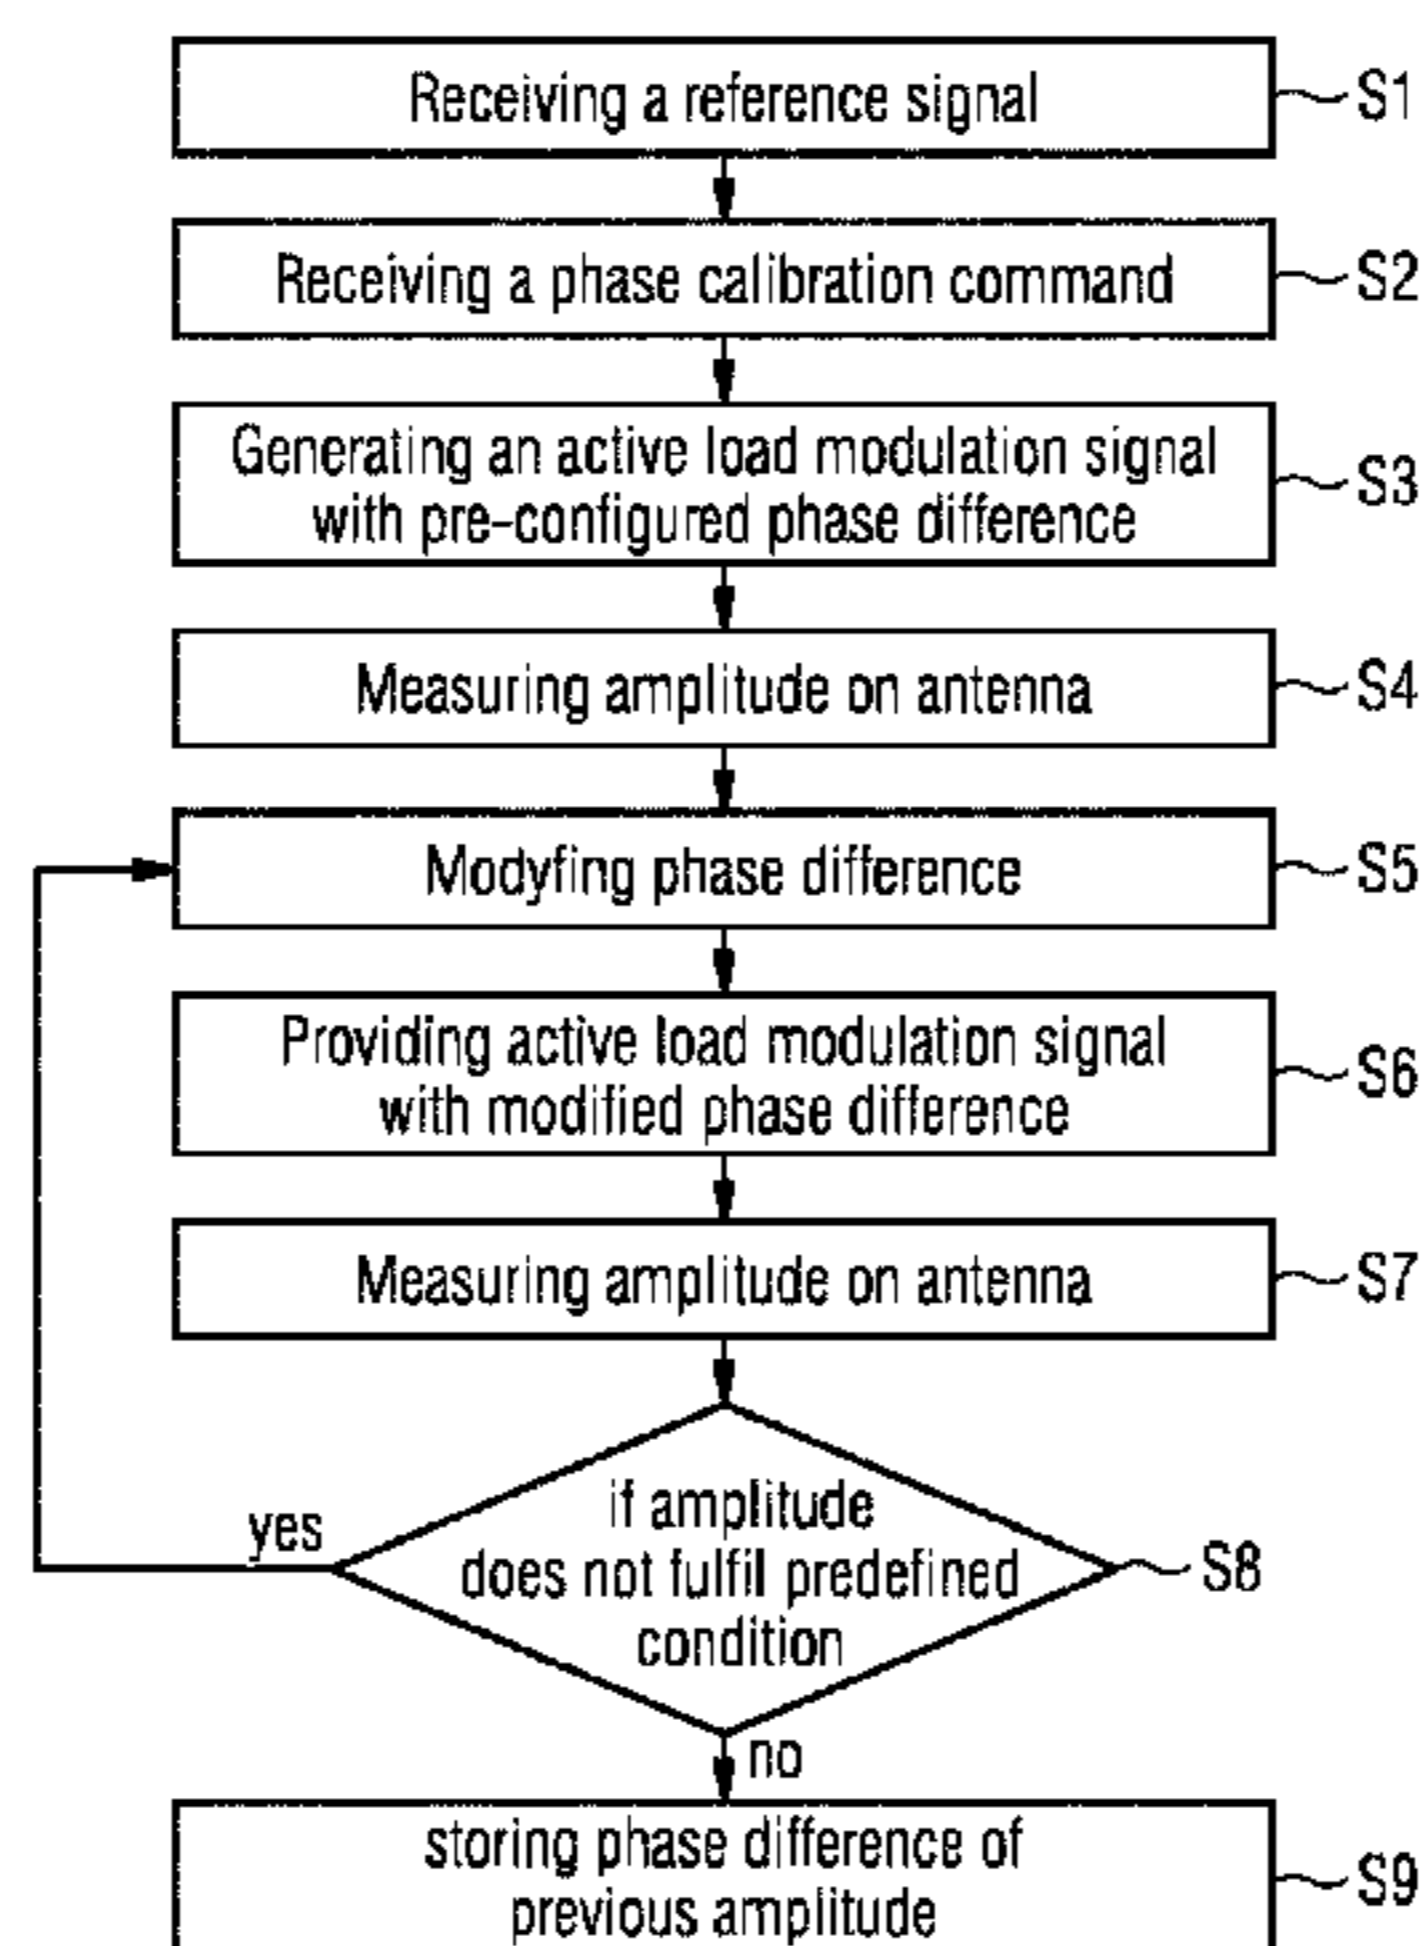 Receiving a reference signal
S1
Receiving a phase calibration command
S2
Generating an active load modulation signal
with pre-configured phase difference
S3
Measuring amplitude on antenna
S4
Modyfing phase difference
S5
Providing active load modulation signal
with modified phase difference
S6
Measuring amplitude on antenna
S7
yes
if amplitude
does not fulfil predefined
condition
S8
no
storing phase difference of
previous amplitude
S9